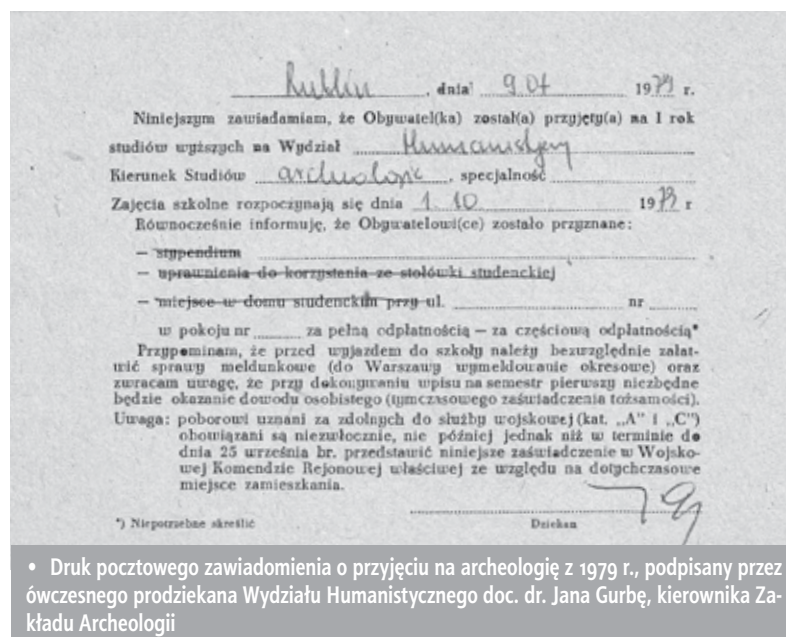 Lublin, dnia 9.07 1979 r.
Niniejszym zawiadamiam, że Obywatel(ka) został(a) przyjęty(a) na I rok
studiów wyższych na Wydział Humanistyczny
Kierunek Studiów archeologia, specjalność
Zajęcia szkolne rozpoczynają się dnia 1.10 1979 r
Równocześnie informuję, że Obywatelowi(ce) zostało przyznane:
— stypendium
— uprawnienia do korzystania ze stołówki studenckiej
— miejsce w domu studenckim przy ul. nr
w pokoju nr za pełną odpłatnością — za częściową odpłatnością*
Przypominam, że przed wyjazdem do szkoły należy bezwzględnie załat-
wić sprawy meldunkowe (do Warszawy wymeldowanie okresowe) oraz
zwracam uwagę, że przy dokonywaniu wpisu na semestr pierwszy niezbędne
będzie okazanie dowodu osobistego (tymczasowego zaświadczenia tożsamości).
Uwaga: poborowi uznani za zdolnych do służby wojskowej (kat. „A” i „C”)
obowiązani są niezwłocznie, nie później jednak niż w terminie do
dnia 25 września br. przedstawić niniejsze zaświadczenie w Wojsko-
wej Komendzie Rejonowej właściwej ze względu na dotychczasowe
miejsce zamieszkania.
*) Niepotrzebne skreślić Dziekan
• Druk pocztowego zawiadomienia o przyjęciu na archeologię z 1979 r., podpisany przez
ówczesnego prodziekana Wydziału Humanistycznego doc. dr. Jana Gurbę, kierownika Za-
kładu Archeologii